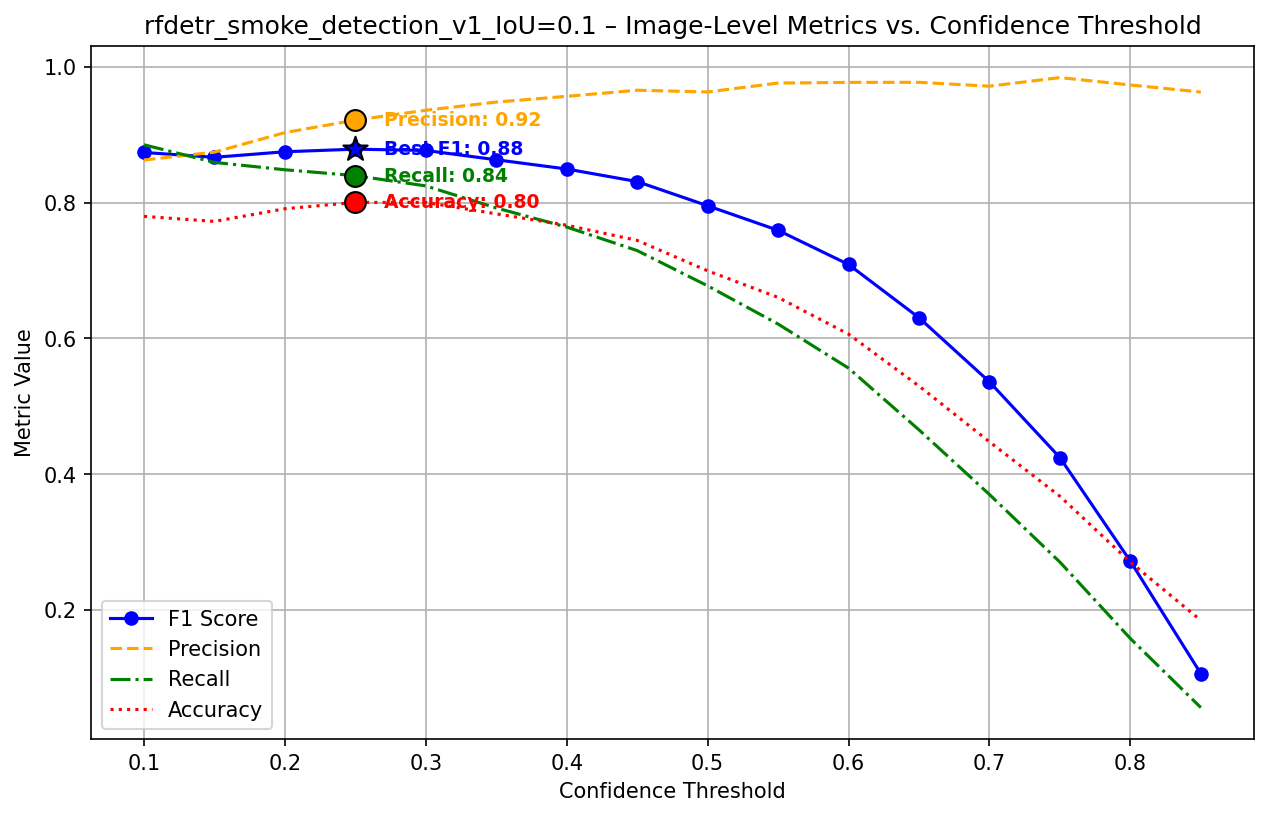 rfdetr_smoke_detection_v1_IoU=0.1 – Image-Level Metrics vs. Confidence Threshold
Metric Value
1.0
0.8
0.6
0.4
0.2
Precision: 0.92
Best F1: 0.88
Recall: 0.84
Accuracy: 0.80
F1 Score
Precision
Recall
Accuracy
0.1 0.2 0.3 0.4 0.5 0.6 0.7 0.8
Confidence Threshold